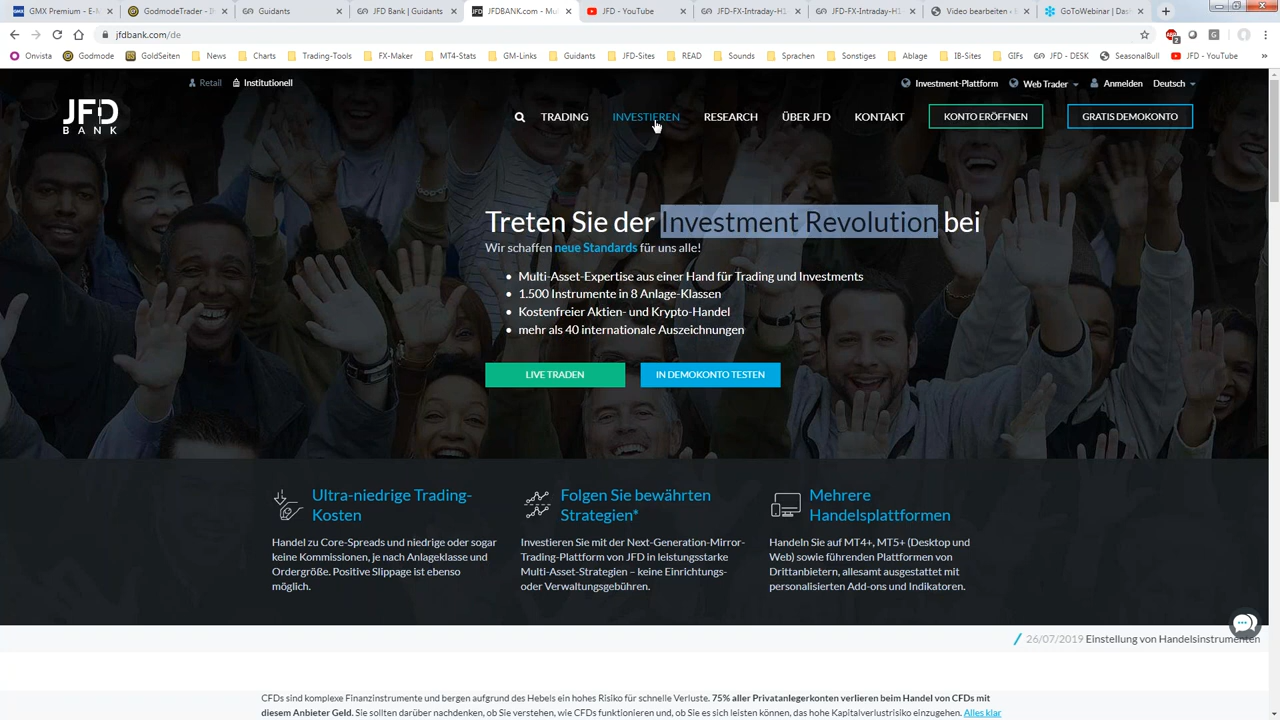 GMX Premium - E-M
GodmodeTrader - IH
Guidants
JFD Bank | Guidants
JFDBANK.com - Mul
JFD - YouTube
JFD-FX-Intraday-H1
JFD-FX-Intraday-H1
Video bearbeiten -
GoToWebinar | Das
jfdbank.com/de
Onvista
Godmode
GoldSeiten
News
Charts
Trading-Tools
FX-Maker
MT4-Stats
GM-Links
Guidants
JFD-Sites
READ
Sounds
Sprachen
Sonstiges
Ablage
IB-Sites
GIFs
JFD - DESK
SeasonalBull
JFD - YouTube
»
Retail
Institutionell
Investment-Plattform
Web Trader
Anmelden
Deutsch
JFD
BANK
TRADING
INVESTIEREN
RESEARCH
ÜBER JFD
KONTAKT
KONTO ERÖFFNEN
GRATIS DEMOKONTO
Treten Sie der Investment Revolution bei
Wir schaffen neue Standards für uns alle!
• Multi-Asset-Expertise aus einer Hand für Trading und Investments
• 1.500 Instrumente in 8 Anlage-Klassen
• Kostenfreier Aktien- und Krypto-Handel
• mehr als 40 internationale Auszeichnungen
LIVE TRADEN
IN DEMOKONTO TESTEN
Ultra-niedrige Trading-
Kosten
Handel zu Core-Spreads und niedrige oder sogar
keine Kommissionen, je nach Anlageklasse und
Ordergröße. Positive Slippage ist ebenso
möglich.
Folgen Sie bewährten
Strategien*
Investieren Sie mit der Next-Generation-Mirror-
Trading-Plattform von JFD in leistungsstarke
Multi-Asset-Strategien – keine Einrichtungs-
oder Verwaltungsgebühren.
Mehrere
Handelsplattformen
Handeln Sie auf MT4+, MT5+ (Desktop und
Web) sowie führenden Plattformen von
Drittanbietern, allesamt ausgestattet mit
personalisierten Add-ons und Indikatoren.
26/07/2019 Einstellung von Handelsinstrumenten
CFDs sind komplexe Finanzinstrumente und bergen aufgrund des Hebels ein hohes Risiko für schnelle Verluste. 75% aller Privatanlegerkonten verlieren beim Handel von CFDs mit
diesem Anbieter Geld. Sie sollten darüber nachdenken, ob Sie verstehen, wie CFDs funktionieren und, ob Sie es sich leisten können, das hohe Kapitalverlustrisiko einzugehen. Alles klar